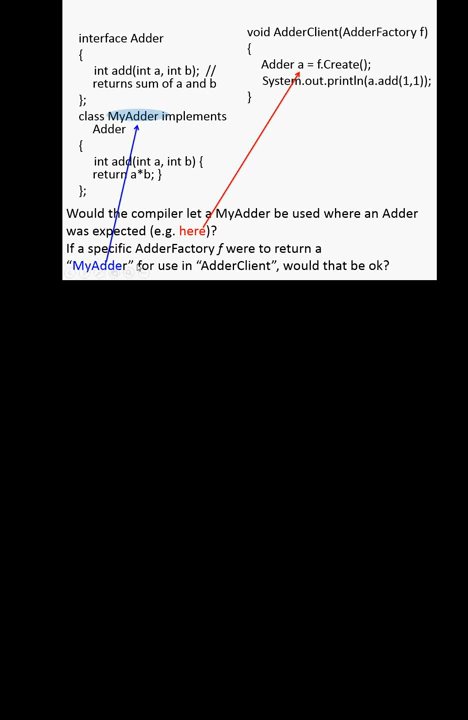 interface Adder
{
int add(int a, int b); //
returns sum of a and b
};
class MyAdder implements
Adder
{
int add(int a, int b) {
return a*b; }
};
void AdderClient(AdderFactory f)
{
Adder a = f.Create();
System.out.println(a.add(1,1));
}
Would the compiler let a MyAdder be used where an Adder
was expected (e.g. here)?
If a specific AdderFactory f were to return a
“MyAdder” for use in “AdderClient”, would that be ok?